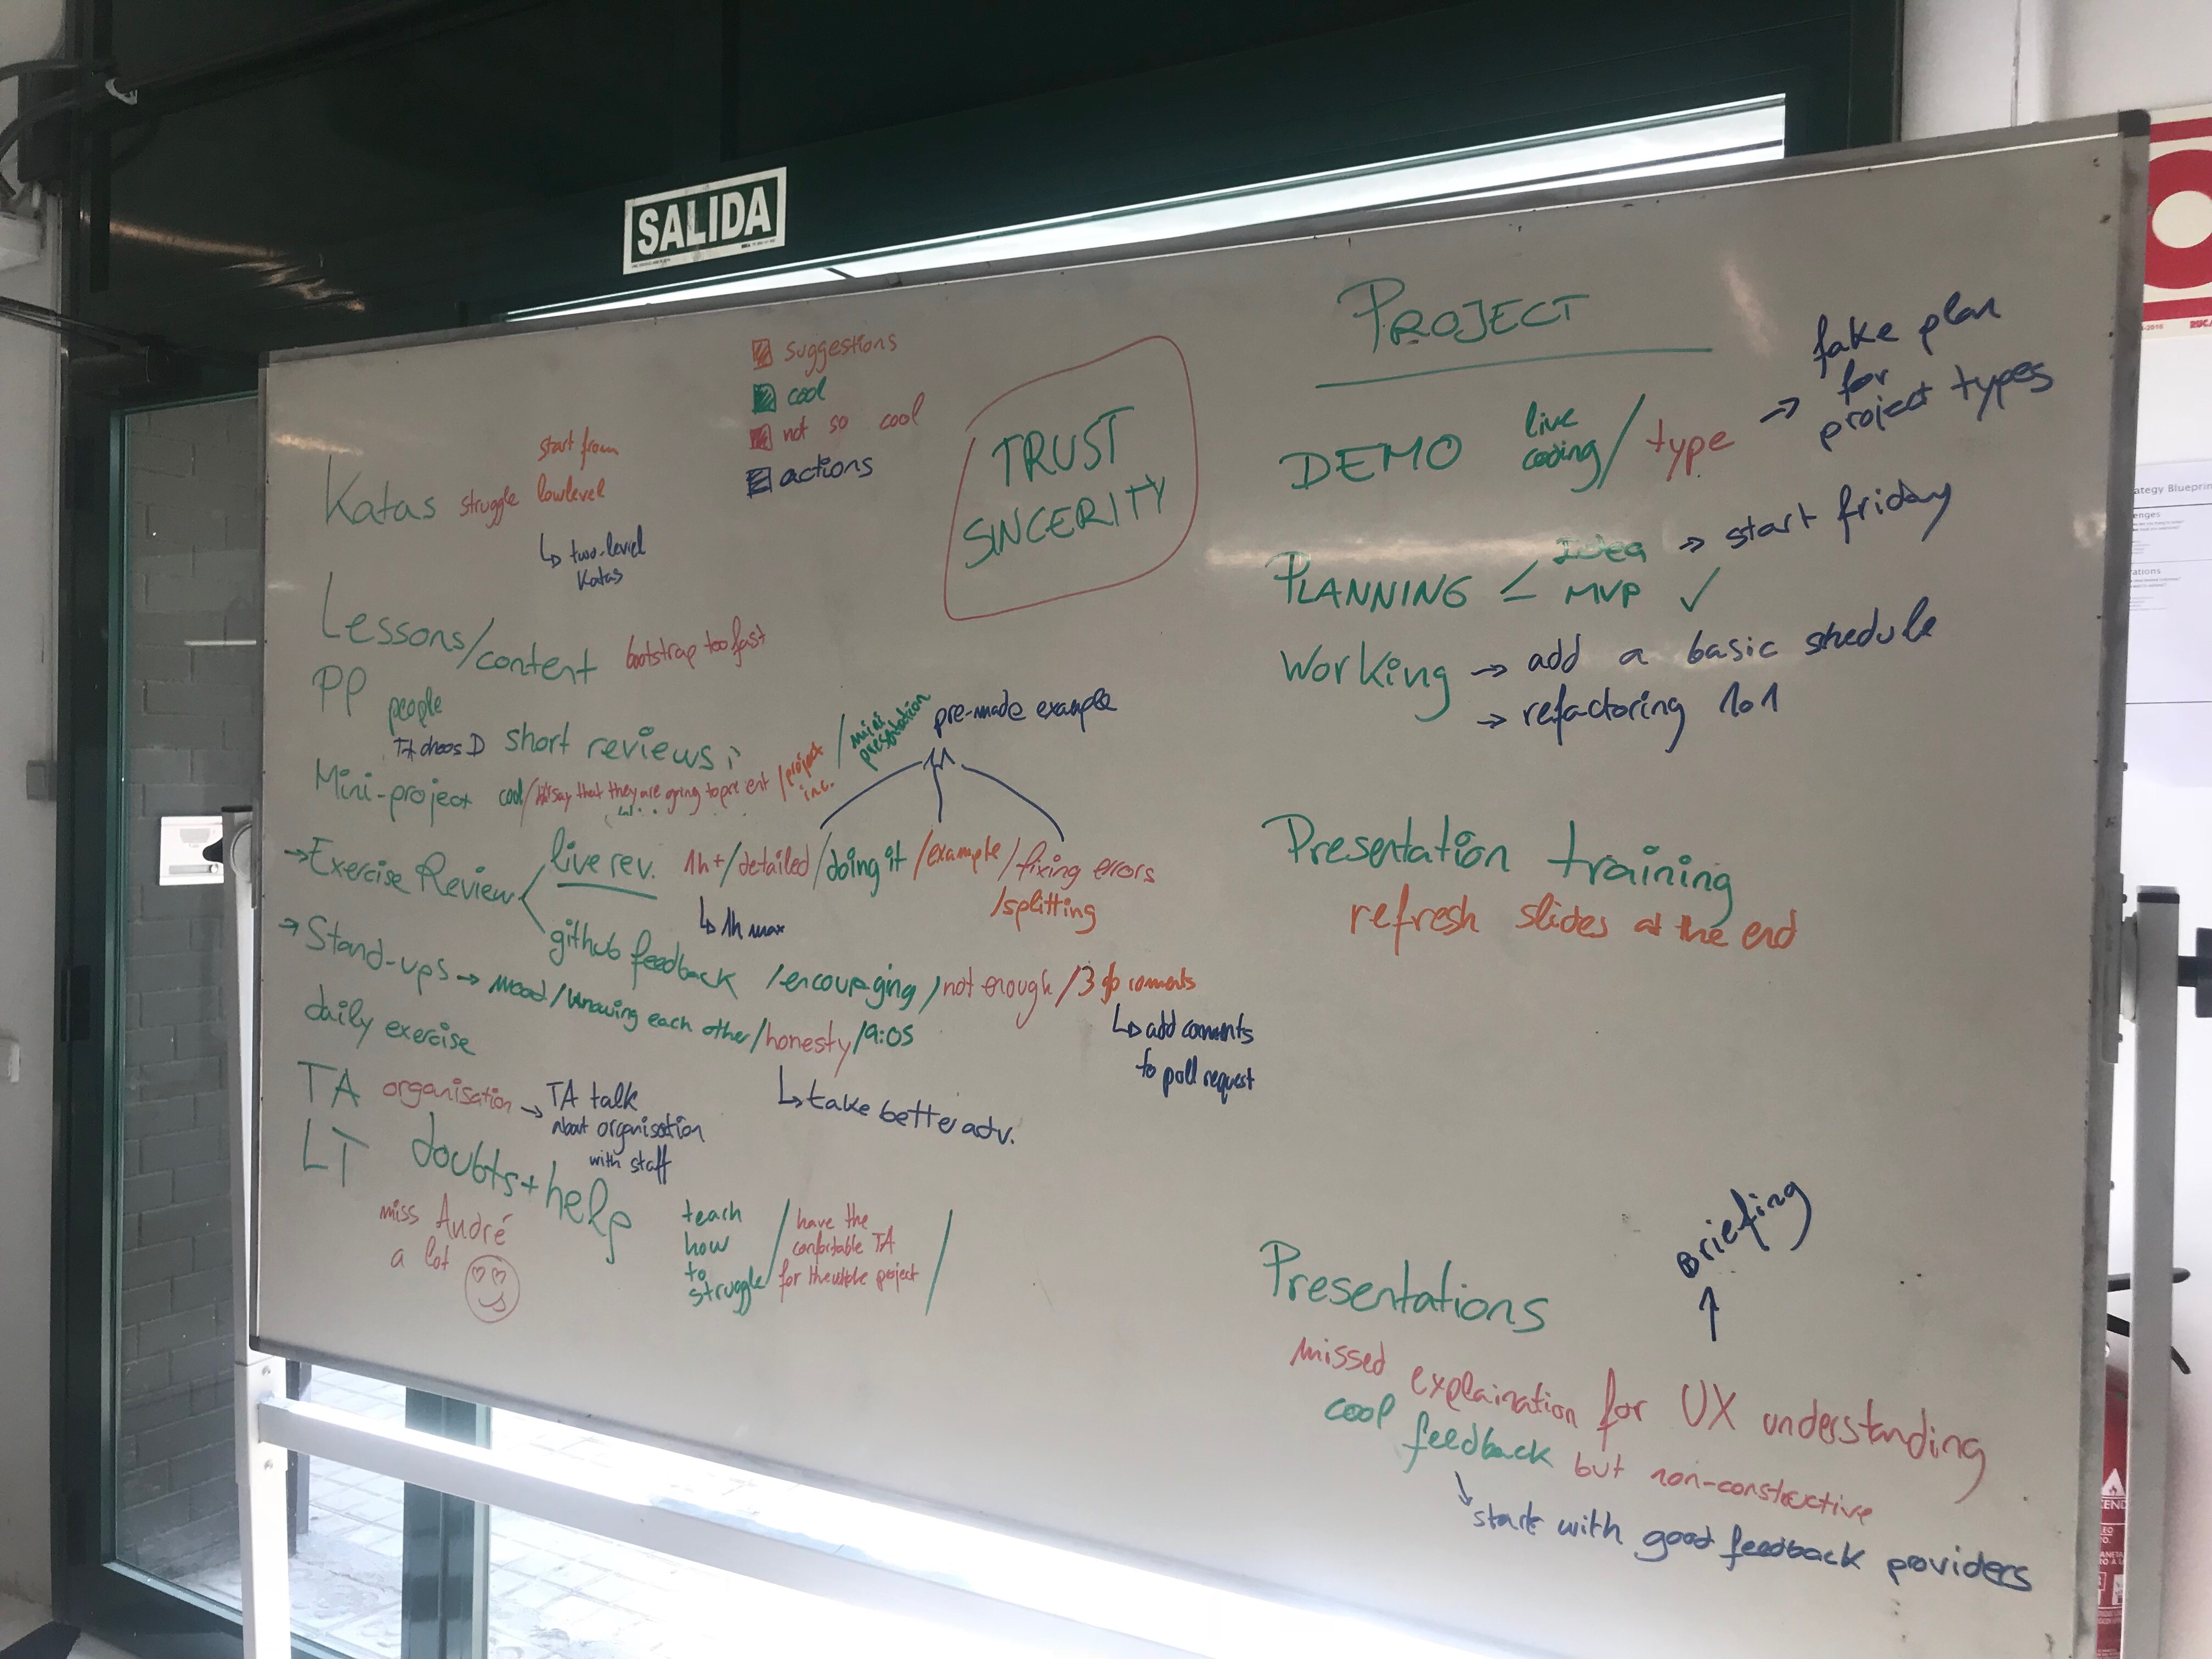 SALIDA
suggestions
cool
not so cool
actions
TRUST
SINCERITY
Katas struggle
start from
lowlevel
↳ two-level
Katas
Lessons/content bootstrap too fast
PP people
TA choos D short reviews
Mini-project cool/ say that they are going to present /project
inc.
/mini
presentation
pre-made example
→ Exercise Review
live rev. 1h+/detailed/doing it/example/fixing errors
/splitting
↳ 1h max
github feedback /encouraging/not enough/3 coments
↳ add coments
to pull request
→ Stand-ups → mood/knowing each other/honesty/9:05
↳ take better adv.
daily exercise
TA organisation → TA talk
about organisation
with staff
LT doubts+help
miss André
a lot
teach
how
to
struggle
/have the
confortable TA
for the whole project/
PROJECT
DEMO live
coding/type → fake plan
for
project types
PLANNING
Idea → start friday
MVP ✓
Working → add a basic shedule
→ refactoring 101
Presentation training
refresh slides at the end
Briefing
↑
Presentations
missed explaination for UX understanding
cool feedback but non-constructive
start with good feedback providers
ategy Blueprin
enges
rations